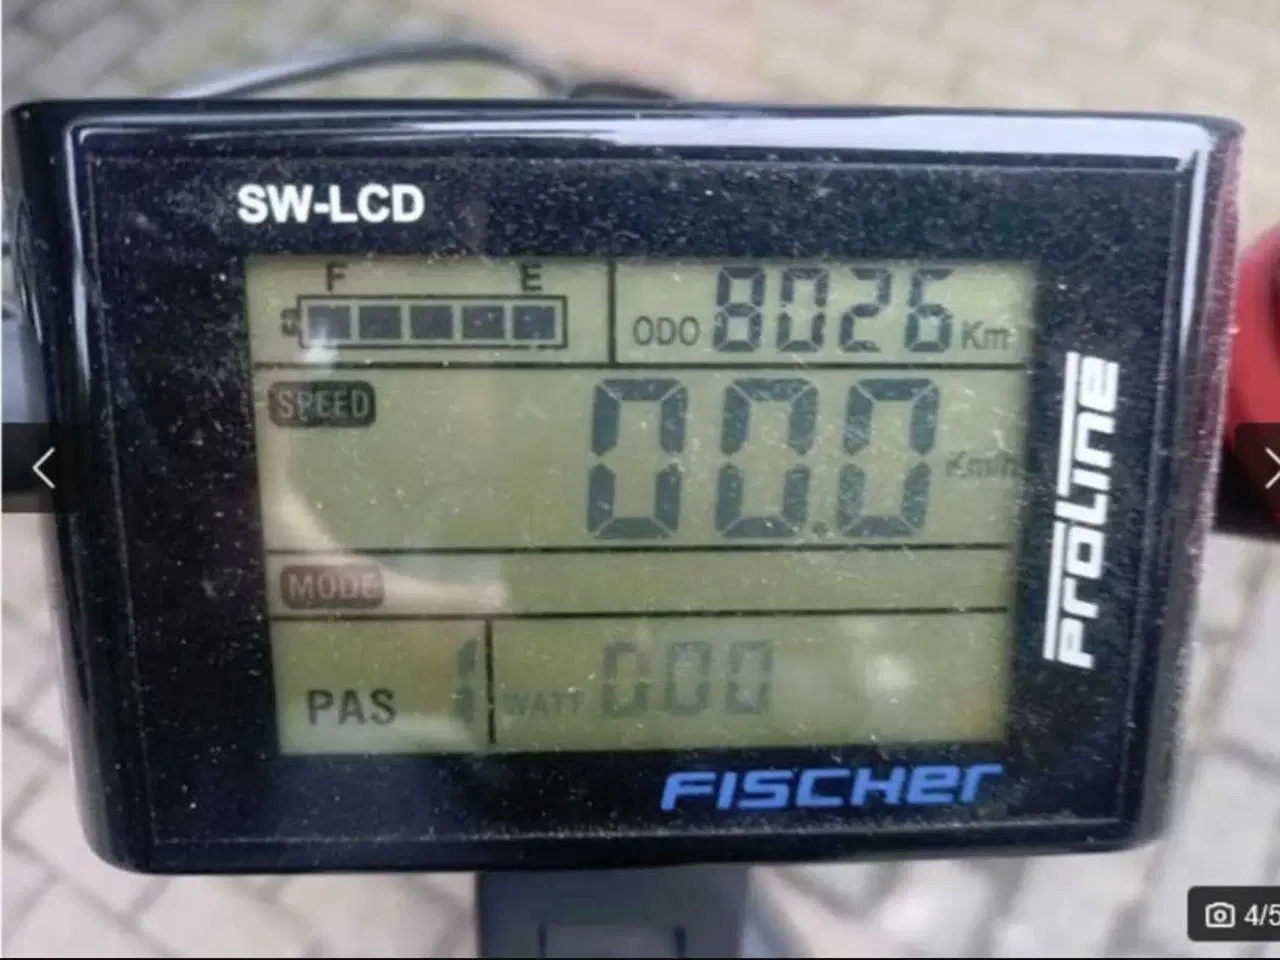 SW-LCD
F E
ODO 8026 Km
SPEED
00.0 Km/h
MODE
PAS 1 WATT 000
PROLINE
FISCHER
4/5